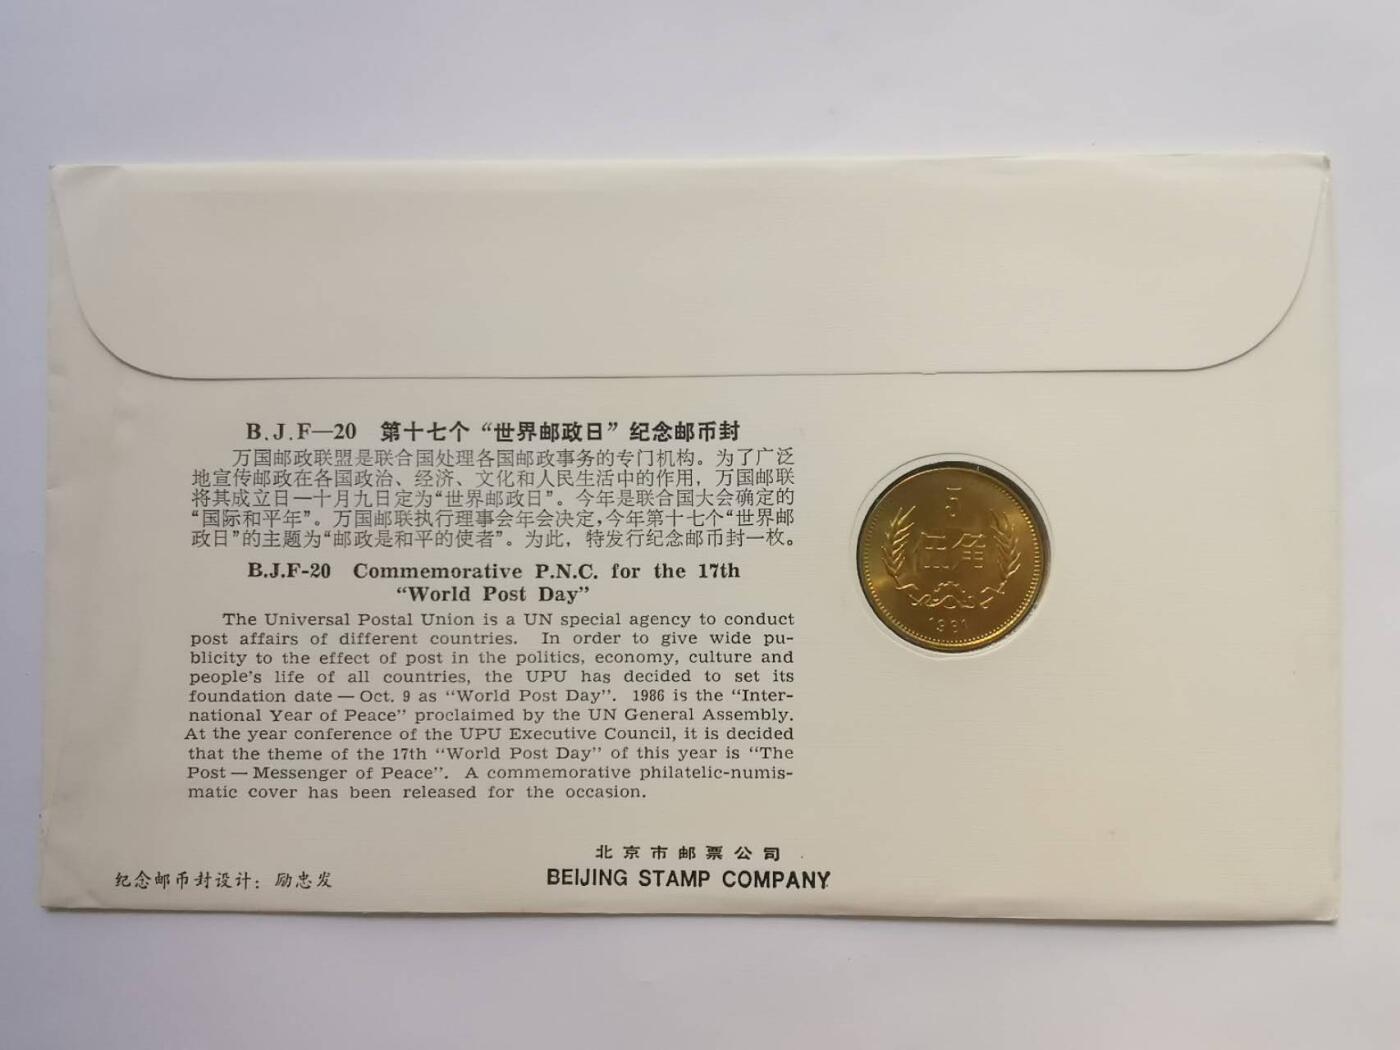 B.J.F—20 第十七个“世界邮政日”纪念邮币封
万国邮政联盟是联合国处理各国邮政事务的专门机构。为了广泛
地宣传邮政在各国政治、经济、文化和人民生活中的作用，万国邮联
将其成立日—十月九日定为“世界邮政日”。今年是联合国大会确定的
“国际和平年”。万国邮联执行理事会年会决定，今年第十七个“世界邮
政日”的主题为“邮政是和平的使者”。为此，特发行纪念邮币封一枚。
B.J.F-20 Commemorative P.N.C. for the 17th
“World Post Day”
The Universal Postal Union is a UN special agency to conduct
post affairs of different countries. In order to give wide pu-
blicity to the effect of post in the politics, economy, culture and
people's life of all countries, the UPU has decided to set its
foundation date — Oct. 9 as “World Post Day”. 1986 is the “Inter-
national Year of Peace” proclaimed by the UN General Assembly.
At the year conference of the UPU Executive Council, it is decided
that the theme of the 17th “World Post Day” of this year is “The
Post — Messenger of Peace”. A commemorative philatelic-numis-
matic cover has been released for the occasion.
5
伍角
1981
北京市邮票公司
BEIJING STAMP COMPANY
纪念邮币封设计：励忠发